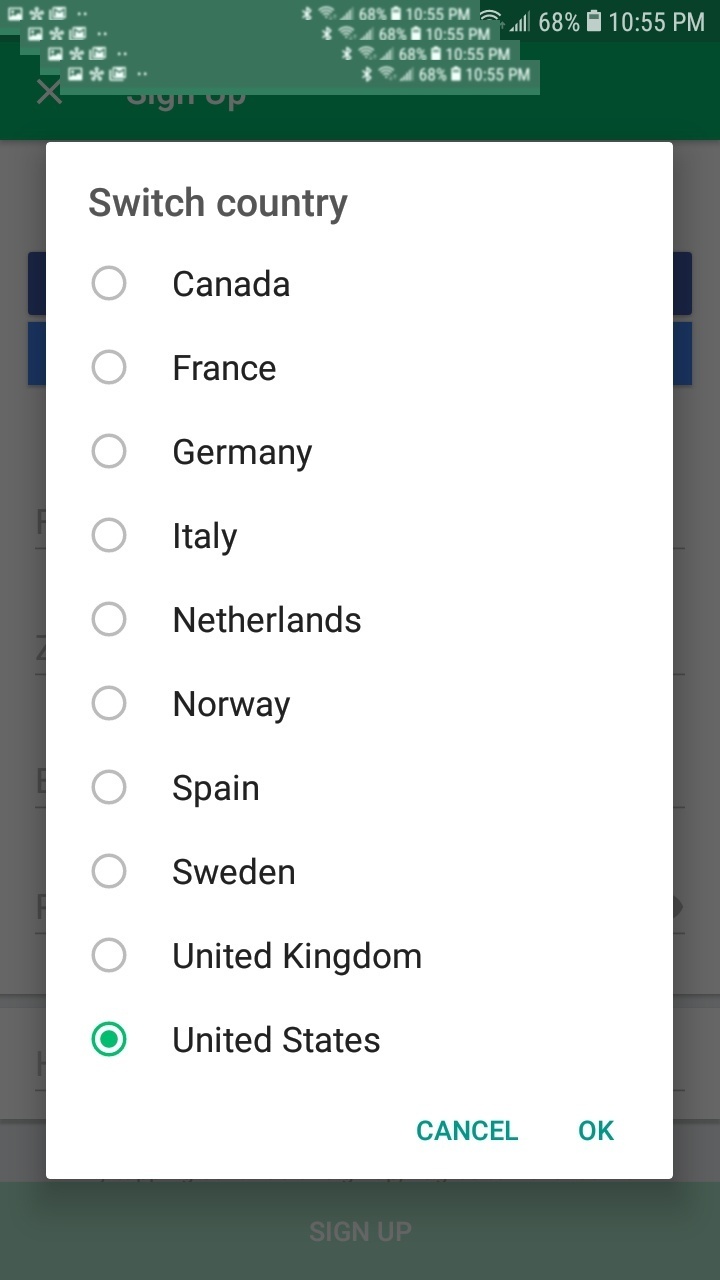 68% 10:55 PM 68% 10:55 PM
68% 10:55 PM
68% 10:55 PM
68% 10:55 PM
Sign Up
Switch country
Canada
France
Germany
Italy
Netherlands
Norway
Spain
Sweden
United Kingdom
United States
CANCEL OK
SIGN UP